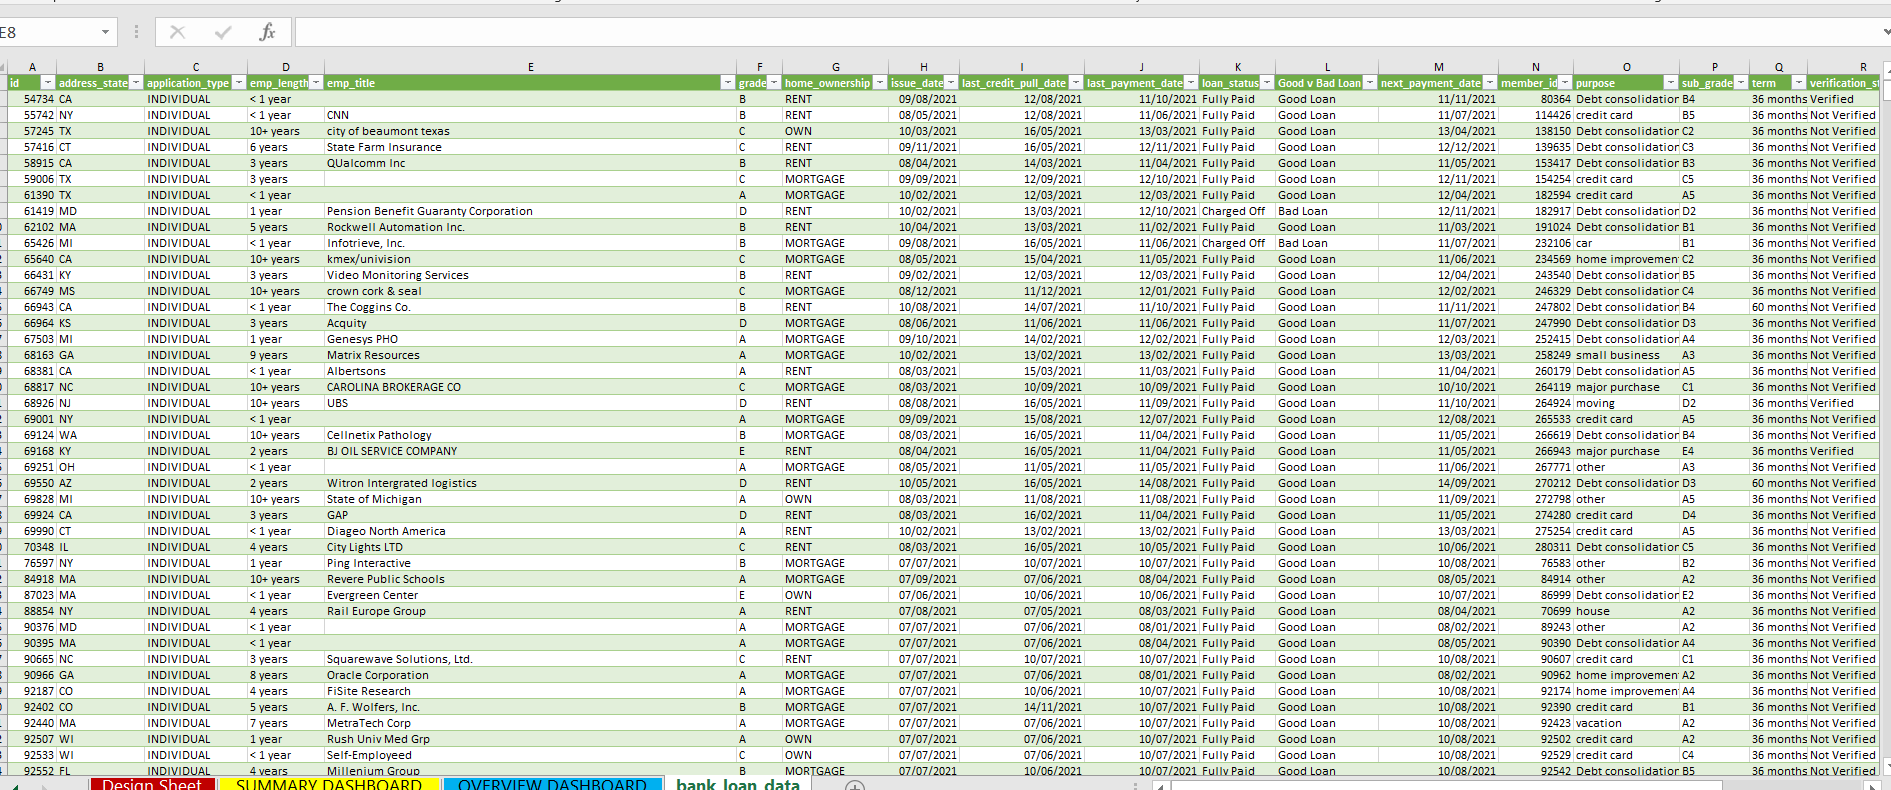 E8
fx
A B C D E F G H I J K L M N O P Q R
id address_state application_type emp_length emp_title grade home_ownership issue_date last_credit_pull_date last_payment_date loan_status Good v Bad Loan next_payment_date member_id purpose sub_grade term verification_st
54734 CA INDIVIDUAL < 1 year B RENT 09/08/2021 12/08/2021 11/10/2021 Fully Paid Good Loan 11/11/2021 80364 Debt consolidation B4 36 months Verified
55742 NY INDIVIDUAL < 1 year CNN B RENT 08/05/2021 12/08/2021 11/06/2021 Fully Paid Good Loan 11/07/2021 114426 credit card B5 36 months Not Verified
57245 TX INDIVIDUAL 10+ years city of beaumont texas C OWN 10/03/2021 16/05/2021 13/03/2021 Fully Paid Good Loan 13/04/2021 138150 Debt consolidation C2 36 months Not Verified
57416 CT INDIVIDUAL 6 years State Farm Insurance C RENT 09/11/2021 16/05/2021 12/11/2021 Fully Paid Good Loan 12/12/2021 139635 Debt consolidation C3 36 months Not Verified
58915 CA INDIVIDUAL 3 years QUalcomm Inc B RENT 08/04/2021 14/03/2021 11/04/2021 Fully Paid Good Loan 11/05/2021 153417 Debt consolidation B3 36 months Not Verified
59006 TX INDIVIDUAL 3 years C MORTGAGE 09/09/2021 12/09/2021 12/10/2021 Fully Paid Good Loan 12/11/2021 154254 credit card C5 36 months Not Verified
61390 TX INDIVIDUAL < 1 year A MORTGAGE 10/02/2021 12/03/2021 12/03/2021 Fully Paid Good Loan 12/04/2021 182594 credit card A5 36 months Not Verified
61419 MD INDIVIDUAL 1 year Pension Benefit Guaranty Corporation D RENT 10/02/2021 13/03/2021 12/10/2021 Charged Off Bad Loan 12/11/2021 182917 Debt consolidation D2 36 months Not Verified
62102 MA INDIVIDUAL 5 years Rockwell Automation Inc. B RENT 10/04/2021 13/03/2021 11/02/2021 Fully Paid Good Loan 11/03/2021 191024 Debt consolidation B1 36 months Not Verified
65426 MI INDIVIDUAL < 1 year Infotrieve, Inc. B MORTGAGE 09/08/2021 16/05/2021 11/06/2021 Charged Off Bad Loan 11/07/2021 232106 car B1 36 months Not Verified
65640 CA INDIVIDUAL 10+ years kmex/univision C MORTGAGE 08/05/2021 15/04/2021 11/05/2021 Fully Paid Good Loan 11/06/2021 234569 home improvemen C2 36 months Not Verified
66431 KY INDIVIDUAL 3 years Video Monitoring Services B RENT 09/02/2021 12/03/2021 12/03/2021 Fully Paid Good Loan 12/04/2021 243540 Debt consolidation B5 36 months Not Verified
66749 MS INDIVIDUAL 10+ years crown cork & seal C MORTGAGE 08/12/2021 11/12/2021 12/01/2021 Fully Paid Good Loan 12/02/2021 246329 Debt consolidation C4 36 months Not Verified
66943 CA INDIVIDUAL < 1 year The Coggins Co. B RENT 10/08/2021 14/07/2021 11/10/2021 Fully Paid Good Loan 11/11/2021 247802 Debt consolidation B4 60 months Not Verified
66964 KS INDIVIDUAL 3 years Acquity D MORTGAGE 08/06/2021 11/06/2021 11/06/2021 Fully Paid Good Loan 11/07/2021 247990 Debt consolidation D3 36 months Not Verified
67503 MI INDIVIDUAL 1 year Genesys PHO A MORTGAGE 09/10/2021 14/02/2021 12/02/2021 Fully Paid Good Loan 12/03/2021 252415 Debt consolidation A4 36 months Not Verified
68163 GA INDIVIDUAL 9 years Matrix Resources A MORTGAGE 10/02/2021 13/02/2021 13/02/2021 Fully Paid Good Loan 13/03/2021 258249 small business A3 36 months Not Verified
68381 CA INDIVIDUAL < 1 year Albertsons A RENT 08/03/2021 15/03/2021 11/03/2021 Fully Paid Good Loan 11/04/2021 260179 Debt consolidation A5 36 months Not Verified
68817 NC INDIVIDUAL 10+ years CAROLINA BROKERAGE CO C MORTGAGE 08/03/2021 10/09/2021 10/09/2021 Fully Paid Good Loan 10/10/2021 264119 major purchase C1 36 months Not Verified
68926 NJ INDIVIDUAL 10+ years UBS D RENT 08/08/2021 16/05/2021 11/09/2021 Fully Paid Good Loan 11/10/2021 264924 moving D2 36 months Verified
69001 NY INDIVIDUAL < 1 year A MORTGAGE 09/09/2021 15/08/2021 12/07/2021 Fully Paid Good Loan 12/08/2021 265533 credit card A5 36 months Not Verified
69124 WA INDIVIDUAL 10+ years Cellnetix Pathology B MORTGAGE 08/03/2021 16/05/2021 11/04/2021 Fully Paid Good Loan 11/05/2021 266619 Debt consolidation B4 36 months Not Verified
69168 KY INDIVIDUAL 2 years BJ OIL SERVICE COMPANY E RENT 08/04/2021 16/05/2021 11/04/2021 Fully Paid Good Loan 11/05/2021 266943 major purchase E4 36 months Verified
69251 OH INDIVIDUAL < 1 year A MORTGAGE 08/05/2021 11/05/2021 11/05/2021 Fully Paid Good Loan 11/06/2021 267771 other A3 36 months Not Verified
69550 AZ INDIVIDUAL 2 years Witron Intergrated logistics D RENT 10/05/2021 16/05/2021 14/08/2021 Fully Paid Good Loan 14/09/2021 270212 Debt consolidation D3 60 months Not Verified
69828 MI INDIVIDUAL 10+ years State of Michigan A OWN 08/03/2021 11/08/2021 11/08/2021 Fully Paid Good Loan 11/09/2021 272798 other A5 36 months Not Verified
69924 CA INDIVIDUAL 3 years GAP D RENT 08/03/2021 16/02/2021 11/04/2021 Fully Paid Good Loan 11/05/2021 274280 credit card D4 36 months Not Verified
69990 CT INDIVIDUAL < 1 year Diageo North America A RENT 10/02/2021 13/02/2021 13/02/2021 Fully Paid Good Loan 13/03/2021 275254 credit card A5 36 months Not Verified
70348 IL INDIVIDUAL 4 years City Lights LTD C RENT 08/03/2021 16/05/2021 10/05/2021 Fully Paid Good Loan 10/06/2021 280311 Debt consolidation C5 36 months Not Verified
76597 NY INDIVIDUAL 1 year Ping Interactive B MORTGAGE 07/07/2021 10/07/2021 10/07/2021 Fully Paid Good Loan 10/08/2021 76583 other B2 36 months Not Verified
84918 MA INDIVIDUAL 10+ years Revere Public Schools A MORTGAGE 07/09/2021 07/06/2021 08/04/2021 Fully Paid Good Loan 08/05/2021 84914 other A2 36 months Not Verified
87023 MA INDIVIDUAL < 1 year Evergreen Center E OWN 07/06/2021 10/06/2021 10/06/2021 Fully Paid Good Loan 10/07/2021 86999 Debt consolidation E2 36 months Not Verified
88854 NY INDIVIDUAL 4 years Rail Europe Group A RENT 07/08/2021 07/05/2021 08/03/2021 Fully Paid Good Loan 08/04/2021 70699 house A2 36 months Not Verified
90376 MD INDIVIDUAL < 1 year A MORTGAGE 07/07/2021 07/06/2021 08/01/2021 Fully Paid Good Loan 08/02/2021 89243 other A2 36 months Not Verified
90395 MA INDIVIDUAL < 1 year A MORTGAGE 07/07/2021 07/06/2021 08/04/2021 Fully Paid Good Loan 08/05/2021 90390 Debt consolidation A4 36 months Not Verified
90665 NC INDIVIDUAL 3 years Squarewave Solutions, Ltd. C RENT 07/07/2021 10/07/2021 10/07/2021 Fully Paid Good Loan 10/08/2021 90607 credit card C1 36 months Not Verified
90966 GA INDIVIDUAL 8 years Oracle Corporation A MORTGAGE 07/07/2021 07/06/2021 08/01/2021 Fully Paid Good Loan 08/02/2021 90962 home improvemen A2 36 months Not Verified
92187 CO INDIVIDUAL 4 years FiSite Research A MORTGAGE 07/07/2021 10/06/2021 10/07/2021 Fully Paid Good Loan 10/08/2021 92174 home improvemen A4 36 months Not Verified
92402 CO INDIVIDUAL 5 years A. F. Wolfers, Inc. B MORTGAGE 07/07/2021 14/11/2021 10/07/2021 Fully Paid Good Loan 10/08/2021 92390 credit card B1 36 months Not Verified
92440 MA INDIVIDUAL 7 years MetraTech Corp A MORTGAGE 07/07/2021 07/06/2021 10/07/2021 Fully Paid Good Loan 10/08/2021 92423 vacation A2 36 months Not Verified
92507 WI INDIVIDUAL 1 year Rush Univ Med Grp A OWN 07/07/2021 07/06/2021 10/07/2021 Fully Paid Good Loan 10/08/2021 92502 credit card A2 36 months Not Verified
92533 WI INDIVIDUAL < 1 year Self-Employeed C OWN 07/07/2021 07/06/2021 10/07/2021 Fully Paid Good Loan 10/08/2021 92529 credit card C4 36 months Not Verified
92552 FL INDIVIDUAL 4 years Millenium Group B MORTGAGE 07/07/2021 10/06/2021 10/07/2021 Fully Paid Good Loan 10/08/2021 92542 Debt consolidation B5 36 months Not Verified
Design Sheet SUMMARY DASHBOARD OVERVIEW DASHBOARD bank_loan_data